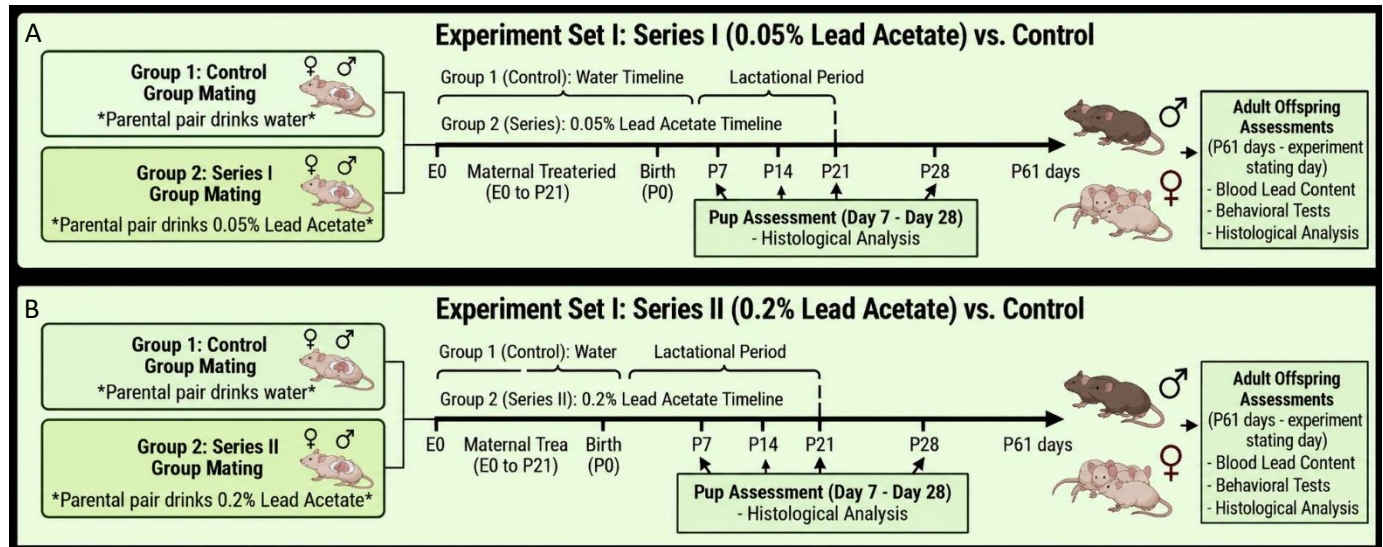 A
Experiment Set I: Series I (0.05% Lead Acetate) vs. Control
Group 1: Control
Group Mating
♀ ♂
*Parental pair drinks water*
Group 2: Series I
Group Mating
♀ ♂
*Parental pair drinks 0.05% Lead Acetate*
Group 1 (Control): Water Timeline
Lactational Period
Group 2 (Series): 0.05% Lead Acetate Timeline
E0
Maternal Treateried
(E0 to P21)
Birth
(P0)
P7
P14
P21
P28
P61 days
Pup Assessment (Day 7 - Day 28)
- Histological Analysis
♂
♀
Adult Offspring
Assessments
(P61 days - experiment
stating day)
- Blood Lead Content
- Behavioral Tests
- Histological Analysis
B
Experiment Set I: Series II (0.2% Lead Acetate) vs. Control
Group 1: Control
Group Mating
♀ ♂
*Parental pair drinks water*
Group 2: Series II
Group Mating
♀ ♂
*Parental pair drinks 0.2% Lead Acetate*
Group 1 (Control): Water
Lactational Period
Group 2 (Series II): 0.2% Lead Acetate Timeline
E0
Maternal Trea
(E0 to P21)
Birth
(P0)
P7
P14
P21
P28
P61 days
Pup Assessment (Day 7 - Day 28)
- Histological Analysis
♂
♀
Adult Offspring
Assessments
(P61 days - experiment
stating day)
- Blood Lead Content
- Behavioral Tests
- Histological Analysis